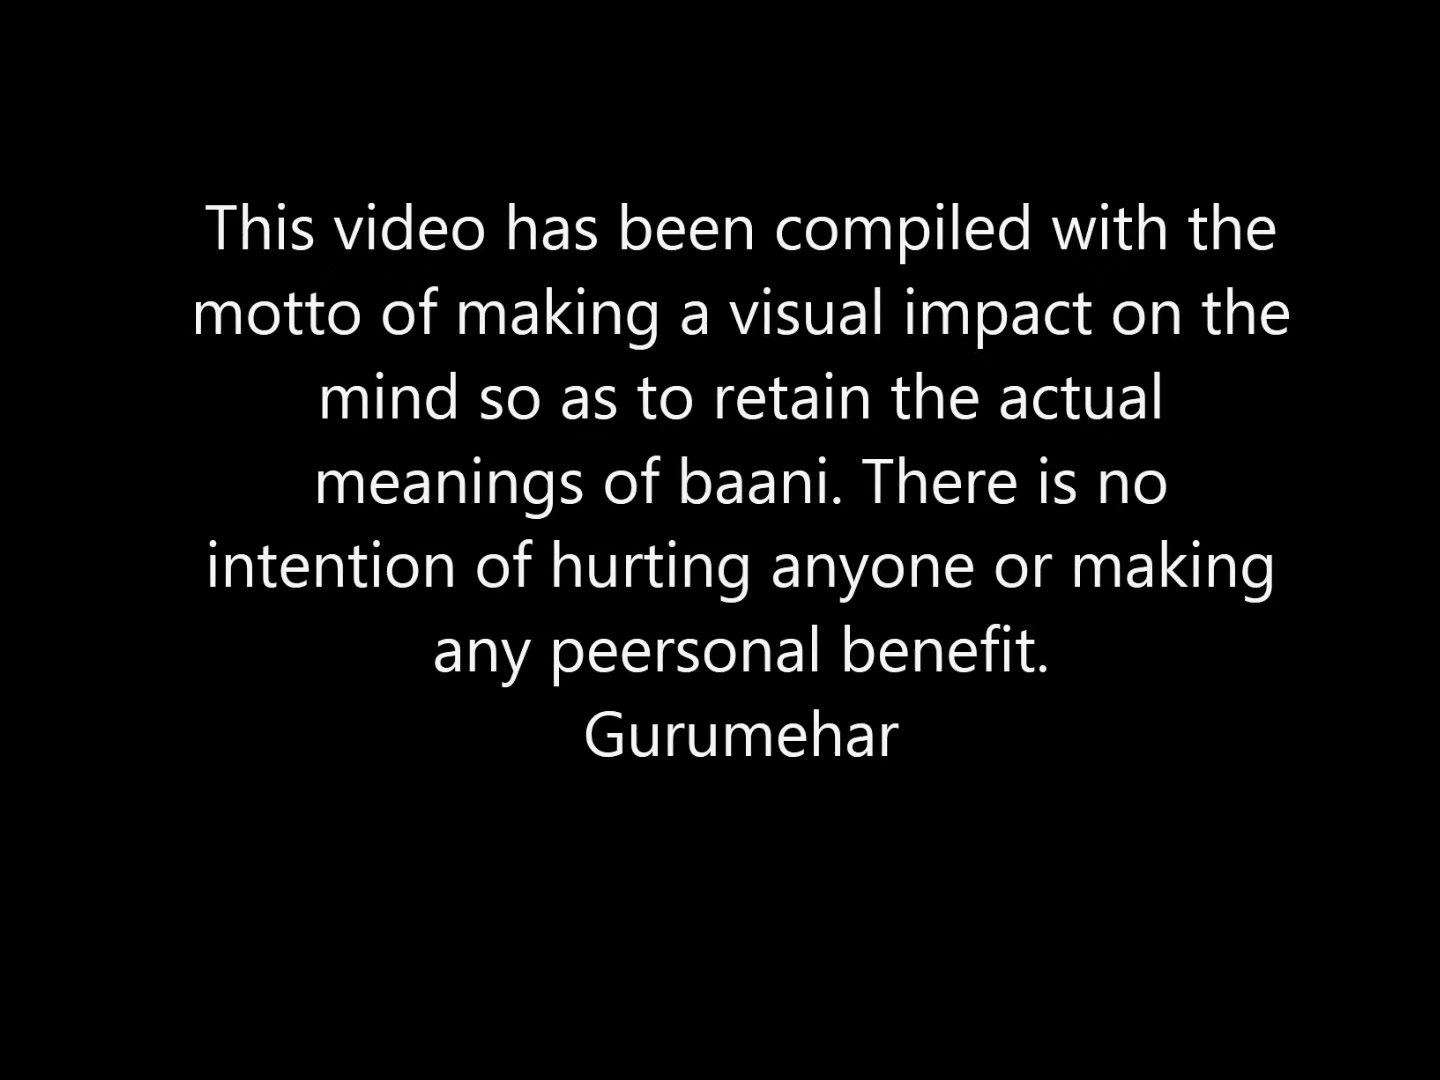 This video has been compiled with the
motto of making a visual impact on the
mind so as to retain the actual
meanings of baani. There is no
intention of hurting anyone or making
any peersonal benefit.
Gurumehar